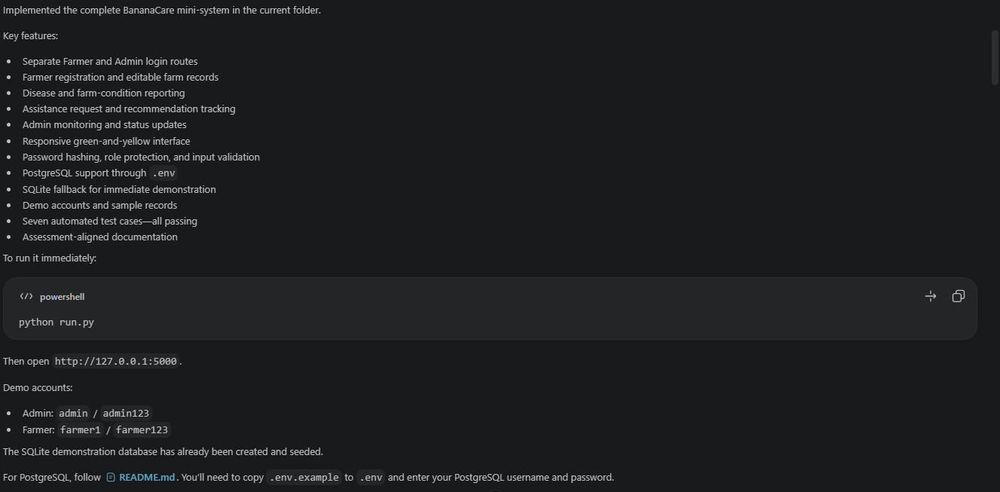 Implemented the complete BananaCare mini-system in the current folder.
Key features:
Separate Farmer and Admin login routes
Farmer registration and editable farm records
Disease and farm-condition reporting
Assistance request and recommendation tracking
Admin monitoring and status updates
Responsive green-and-yellow interface
Password hashing, role protection, and input validation
PostgreSQL support through .env
SQLite fallback for immediate demonstration
Demo accounts and sample records
Seven automated test cases—all passing
Assessment-aligned documentation
To run it immediately:
</> powershell
python run.py
Then open http://127.0.0.1:5000.
Demo accounts:
Admin: admin / admin123
Farmer: farmer1 / farmer123
The SQLite demonstration database has already been created and seeded.
For PostgreSQL, follow README.md. You'll need to copy .env.example to .env and enter your PostgreSQL username and password.